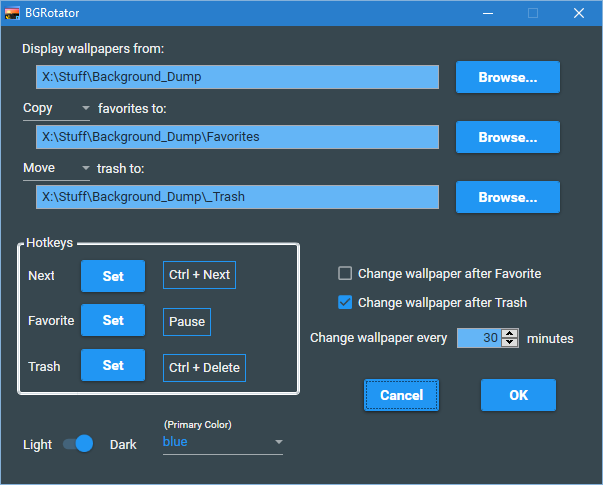 BGRotator
Display wallpapers from:
X:\Stuff\Background_Dump
Browse...
Copy favorites to:
X:\Stuff\Background_Dump\Favorites
Browse...
Move trash to:
X:\Stuff\Background_Dump\_Trash
Browse...
Hotkeys
Next Set Ctrl + Next
Favorite Set Pause
Trash Set Ctrl + Delete
Change wallpaper after Favorite
Change wallpaper after Trash
Change wallpaper every 30 minutes
Cancel OK
Light Dark
(Primary Color)
blue